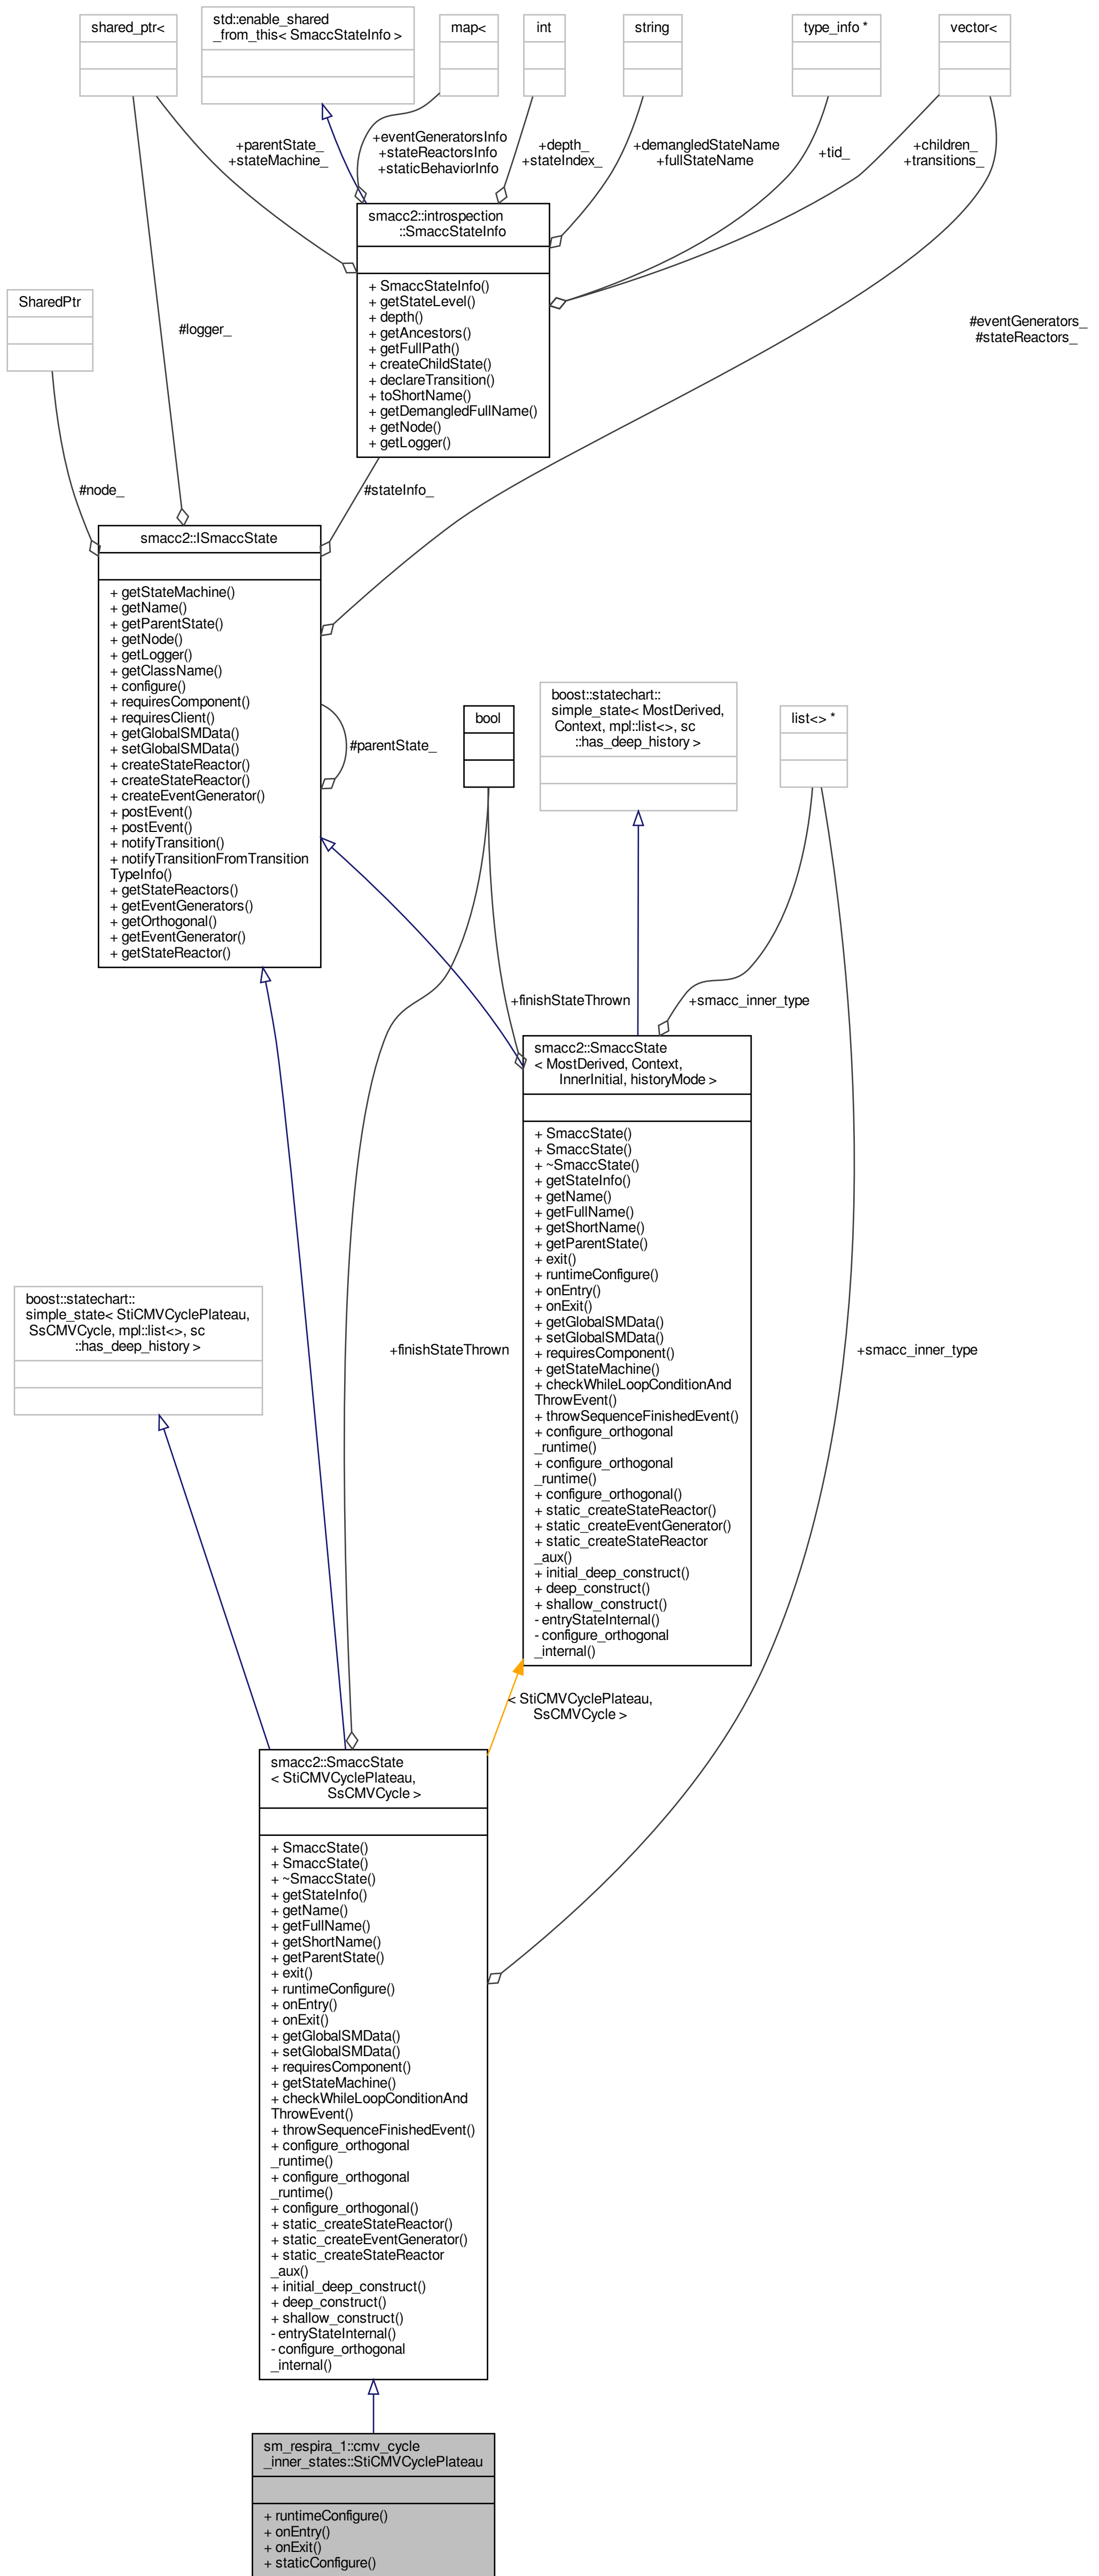 shared_ptr<
std::enable_shared
_from_this< SmaccStateInfo >
map<
int
string
type_info *
vector<
+parentState_
+stateMachine_
+eventGeneratorsInfo
+stateReactorsInfo
+staticBehaviorInfo
+depth_
+stateIndex_
+demangledStateName
+fullStateName
+tid_
+children_
+transitions_
smacc2::introspection
::SmaccStateInfo
+ SmaccStateInfo()
+ getStateLevel()
+ depth()
+ getAncestors()
+ getFullPath()
+ createChildState()
+ declareTransition()
+ toShortName()
+ getDemangledFullName()
+ getNode()
+ getLogger()
SharedPtr
#logger_
#eventGenerators_
#stateReactors_
#node_
#stateInfo_
smacc2::ISmaccState
+ getStateMachine()
+ getName()
+ getParentState()
+ getNode()
+ getLogger()
+ getClassName()
+ configure()
+ requiresComponent()
+ requiresClient()
+ getGlobalSMData()
+ setGlobalSMData()
+ createStateReactor()
+ createStateReactor()
+ createEventGenerator()
+ postEvent()
+ postEvent()
+ notifyTransition()
+ notifyTransitionFromTransition
TypeInfo()
+ getStateReactors()
+ getEventGenerators()
+ getOrthogonal()
+ getEventGenerator()
+ getStateReactor()
#parentState_
bool
boost::statechart::
simple_state< MostDerived,
Context, mpl::list<>, sc
::has_deep_history >
list<> *
+finishStateThrown
+smacc_inner_type
smacc2::SmaccState
< MostDerived, Context,
InnerInitial, historyMode >
+ SmaccState()
+ SmaccState()
+ ~SmaccState()
+ getStateInfo()
+ getName()
+ getFullName()
+ getShortName()
+ getParentState()
+ exit()
+ runtimeConfigure()
+ onEntry()
+ onExit()
+ getGlobalSMData()
+ setGlobalSMData()
+ requiresComponent()
+ getStateMachine()
+ checkWhileLoopConditionAnd
ThrowEvent()
+ throwSequenceFinishedEvent()
+ configure_orthogonal
_runtime()
+ configure_orthogonal
_runtime()
+ configure_orthogonal()
+ static_createStateReactor()
+ static_createEventGenerator()
+ static_createStateReactor
_aux()
+ initial_deep_construct()
+ deep_construct()
+ shallow_construct()
- entryStateInternal()
- configure_orthogonal
_internal()
boost::statechart::
simple_state< StiCMVCyclePlateau,
SsCMVCycle, mpl::list<>, sc
::has_deep_history >
+finishStateThrown
+smacc_inner_type
< StiCMVCyclePlateau,
SsCMVCycle >
smacc2::SmaccState
< StiCMVCyclePlateau,
SsCMVCycle >
+ SmaccState()
+ SmaccState()
+ ~SmaccState()
+ getStateInfo()
+ getName()
+ getFullName()
+ getShortName()
+ getParentState()
+ exit()
+ runtimeConfigure()
+ onEntry()
+ onExit()
+ getGlobalSMData()
+ setGlobalSMData()
+ requiresComponent()
+ getStateMachine()
+ checkWhileLoopConditionAnd
ThrowEvent()
+ throwSequenceFinishedEvent()
+ configure_orthogonal
_runtime()
+ configure_orthogonal
_runtime()
+ configure_orthogonal()
+ static_createStateReactor()
+ static_createEventGenerator()
+ static_createStateReactor
_aux()
+ initial_deep_construct()
+ deep_construct()
+ shallow_construct()
- entryStateInternal()
- configure_orthogonal
_internal()
sm_respira_1::cmv_cycle
_inner_states::StiCMVCyclePlateau
+ runtimeConfigure()
+ onEntry()
+ onExit()
+ staticConfigure()